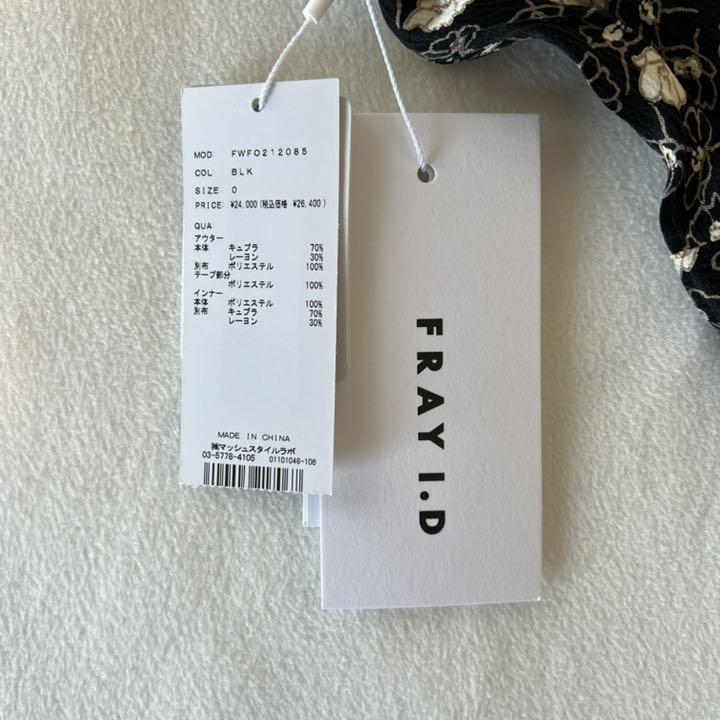 MOD: FWFO212085
COL: BLK
SIZE: 0
PRICE: ¥24,000(税込価格 ¥26,400)
QUA:
アウター
本体 キュプラ 70%
レーヨン 30%
別布 ポリエステル 100%
テープ部分
ポリエステル 100%
インナー
本体 ポリエステル 100%
別布 キュプラ 70%
レーヨン 30%
MADE IN CHINA
㈱マッシュスタイルラボ
03-5778-4105 01101048-106
FRAY I.D